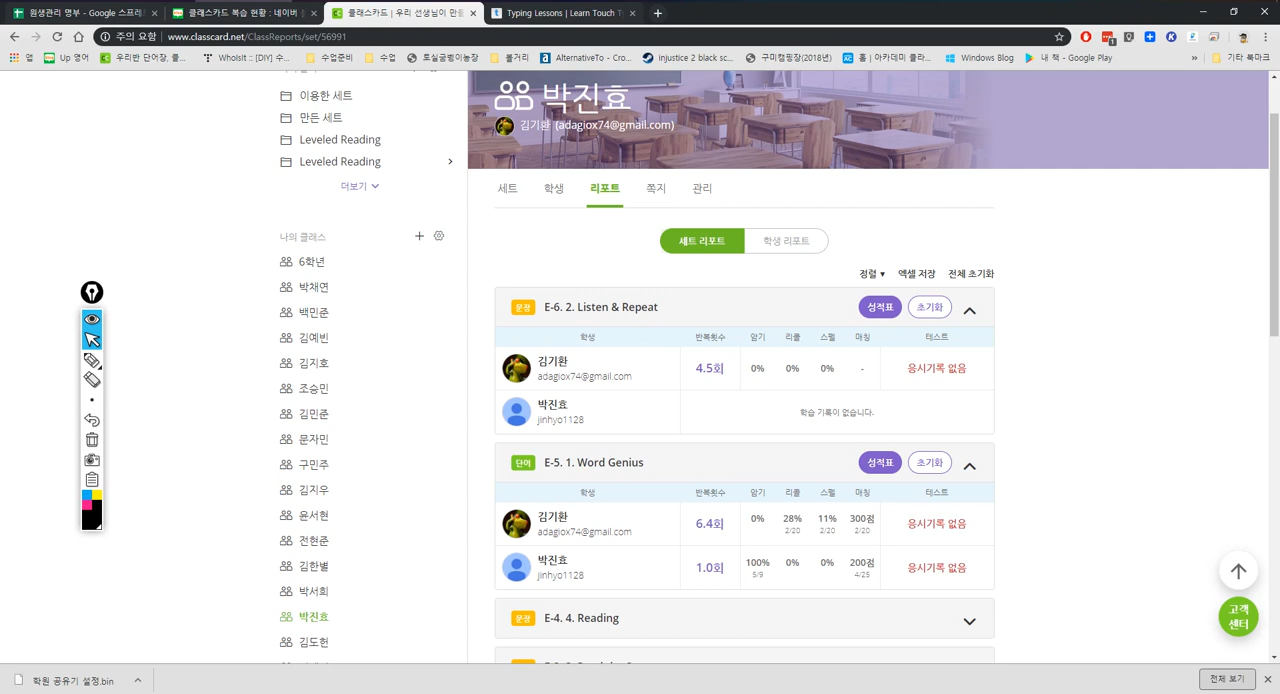 원생관리 명부 - Google 스프레
클래스카드 복습 현황 : 네이버
클래스카드 | 우리 선생님이 만들
Typing Lessons | Learn Touch T
주의 요함 | www.classcard.net/ClassReports/set/56991
앱
Up 영어
우리반 단어장, 클...
WhoIst :: [DIY] 수...
수업준비
수업
토실굼벵이농장
볼거리
AlternativeTo - Cro...
injustice 2 black sc...
구미캠핑장(2018년)
홈 | 아카데미 클라...
Windows Blog
내 책 - Google Play
»
기타 북마크
이용한 세트
만든 세트
Leveled Reading
Leveled Reading
더보기
나의 클래스
6학년
박채연
백민준
김예빈
김지호
조승민
김민준
문자민
구민주
김지우
윤서현
전현준
김한별
박서희
박진효
김도헌
박진효
김기환 (adagiox74@gmail.com)
세트 학생 리포트 쪽지 관리
세트 리포트 학생 리포트
정렬 ▾ 엑셀 저장 전체 초기화
문장 E-6. 2. Listen & Repeat 성적표 초기화
학생 반복횟수 암기 리콜 스펠 매칭 테스트
김기환 adagiox74@gmail.com 4.5회 0% 0% 0% - 응시기록 없음
박진효 jinhyo1128 학습 기록이 없습니다.
단어 E-5. 1. Word Genius 성적표 초기화
학생 반복횟수 암기 리콜 스펠 매칭 테스트
김기환 adagiox74@gmail.com 6.4회 0% 28% 2/20 11% 2/20 300점 2/20 응시기록 없음
박진효 jinhyo1128 1.0회 100% 5/9 0% 0% 200점 4/25 응시기록 없음
문장 E-4. 4. Reading
고객
센터
학원 공유기 설정.bin
전체 보기